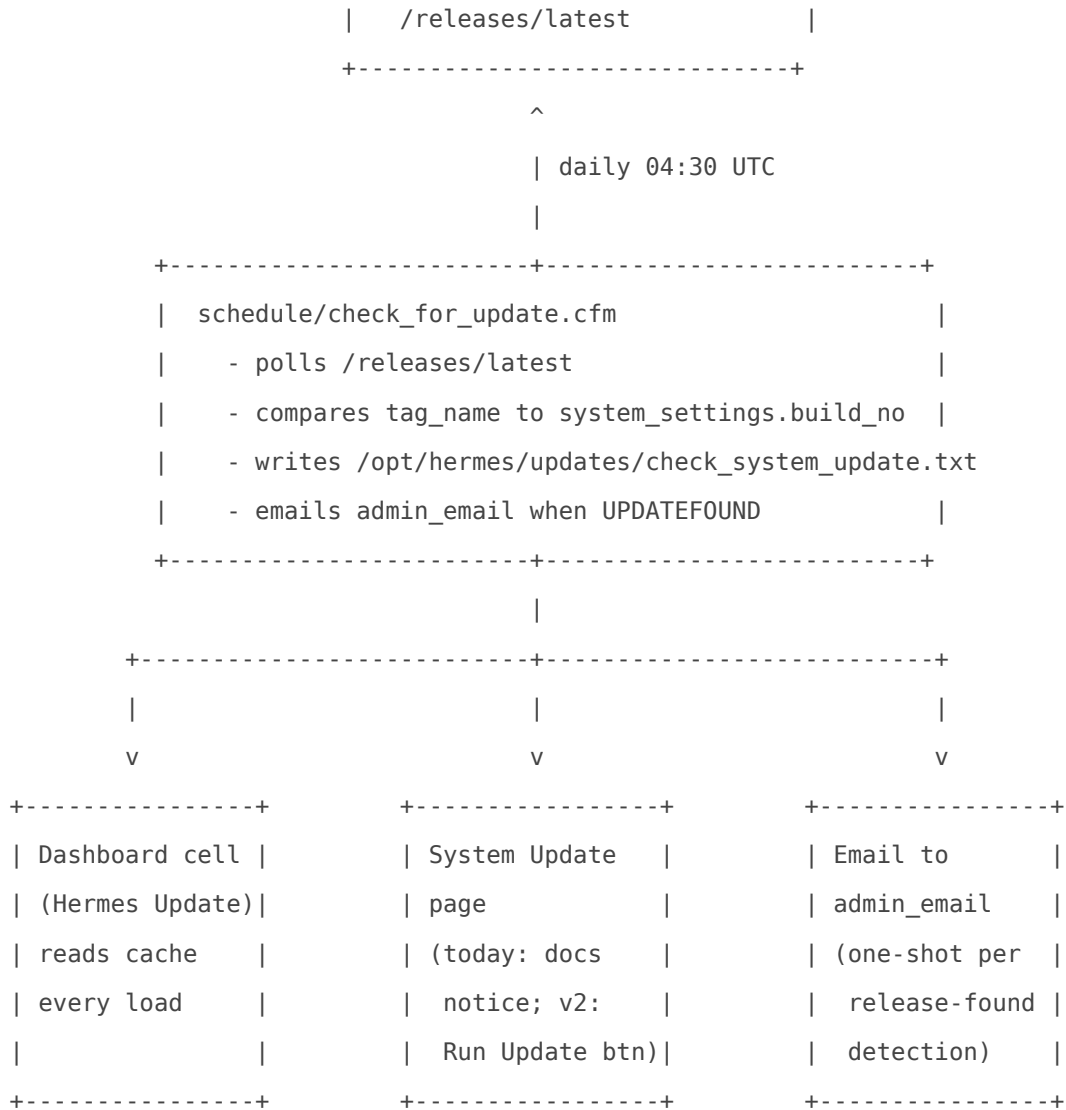 | /releases/latest |
+------------------------------+
^
| daily 04:30 UTC
|
+-------------------------+--------------------------+
| schedule/check_for_update.cfm |
| - polls /releases/latest |
| - compares tag_name to system_settings.build_no |
| - writes /opt/hermes/updates/check_system_update.txt
| - emails admin_email when UPDATEFOUND |
+-------------------------+--------------------------+
|
+---------------------------+---------------------------+
| | |
v v v
+----------------+ +-----------------+ +----------------+
| Dashboard cell | | System Update | | Email to |
| (Hermes Update)| | page | | admin_email |
| reads cache | | (today: docs | | (one-shot per |
| every load | | notice; v2: | | release-found |
| | | Run Update btn)| | detection) |
+----------------+ +-----------------+ +----------------+